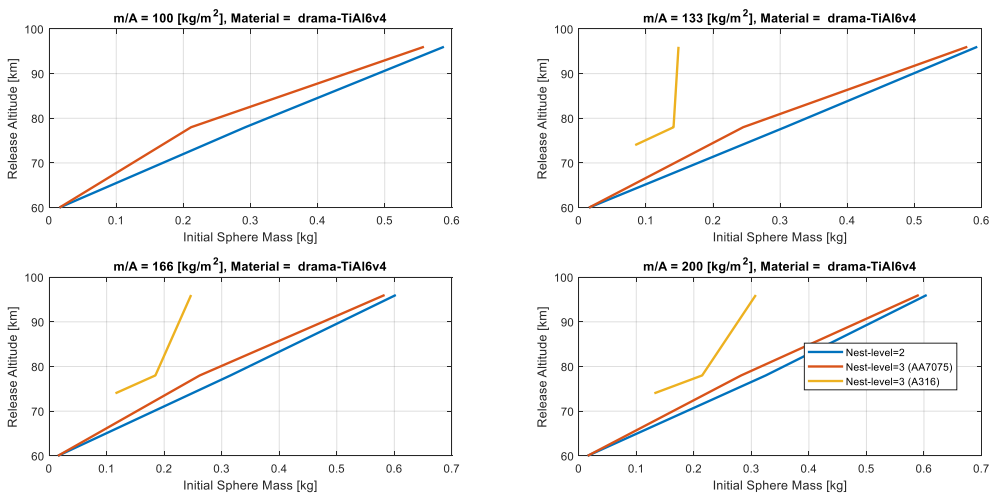 m/A = 100 [kg/m²], Material = drama-TiAl6v4
100
90
80
70
60
Release Altitude [km]
0 0.1 0.2 0.3 0.4 0.5 0.6
Initial Sphere Mass [kg]
m/A = 133 [kg/m²], Material = drama-TiAl6v4
100
90
80
70
60
Release Altitude [km]
0 0.1 0.2 0.3 0.4 0.5 0.6
Initial Sphere Mass [kg]
m/A = 166 [kg/m²], Material = drama-TiAl6v4
100
90
80
70
60
Release Altitude [km]
0 0.1 0.2 0.3 0.4 0.5 0.6 0.7
Initial Sphere Mass [kg]
m/A = 200 [kg/m²], Material = drama-TiAl6v4
100
90
80
70
60
Release Altitude [km]
Nest-level=2
Nest-level=3 (AA7075)
Nest-level=3 (A316)
0 0.1 0.2 0.3 0.4 0.5 0.6 0.7
Initial Sphere Mass [kg]